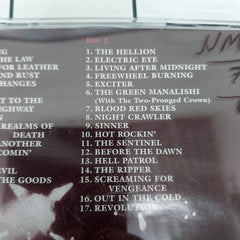 Disc 2
1. THE HELLION
2. ELECTRIC EYE
3. LIVING AFTER MIDNIGHT
4. FREEWHEEL BURNING
5. EXCITER
6. THE GREEN MANALISHI
(With The Two-Pronged Crown)
7. BLOOD RED SKIES
8. NIGHT CRAWLER
9. SINNER
10. HOT ROCKIN'
11. THE SENTINEL
12. BEFORE THE DAWN
13. HELL PATROL
14. THE RIPPER
15. SCREAMING FOR
VENGEANCE
16. OUT IN THE COLD
17. REVOLUTION
THE LAW
FOR LEATHER
AND RUST
HANGES
T TO THE
IGHWAY
N
REALMS OF
DEATH
ANOTHER
COMIN'
EVIL
THE GOODS
NM